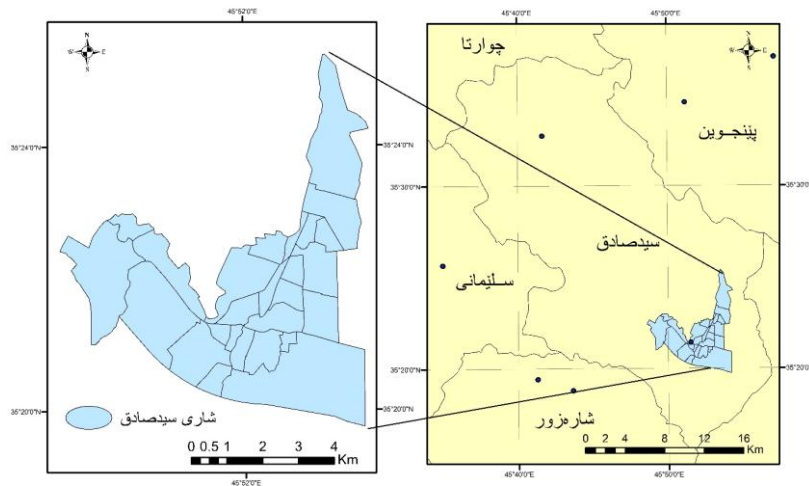 45°52'0"E
N
W E
S
35°24'0"N
35°24'0"N
35°20'0"N
35°20'0"N
شاری سیدصادق
0 0.5 1 2 3 4
Km
45°52'0"E
45°40'0"E
45°50'0"E
چوارتا
N
W E
S
پێنجـوین
35°30'0"N
35°30'0"N
سیدصادق
سـلێمانی
35°20'0"N
35°20'0"N
شارەزور
0 2 4 8 12 16
Km
45°40'0"E
45°50'0"E